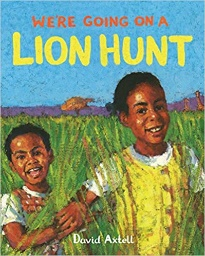 WE'RE GOING ON A
LION HUNT
David Axtell